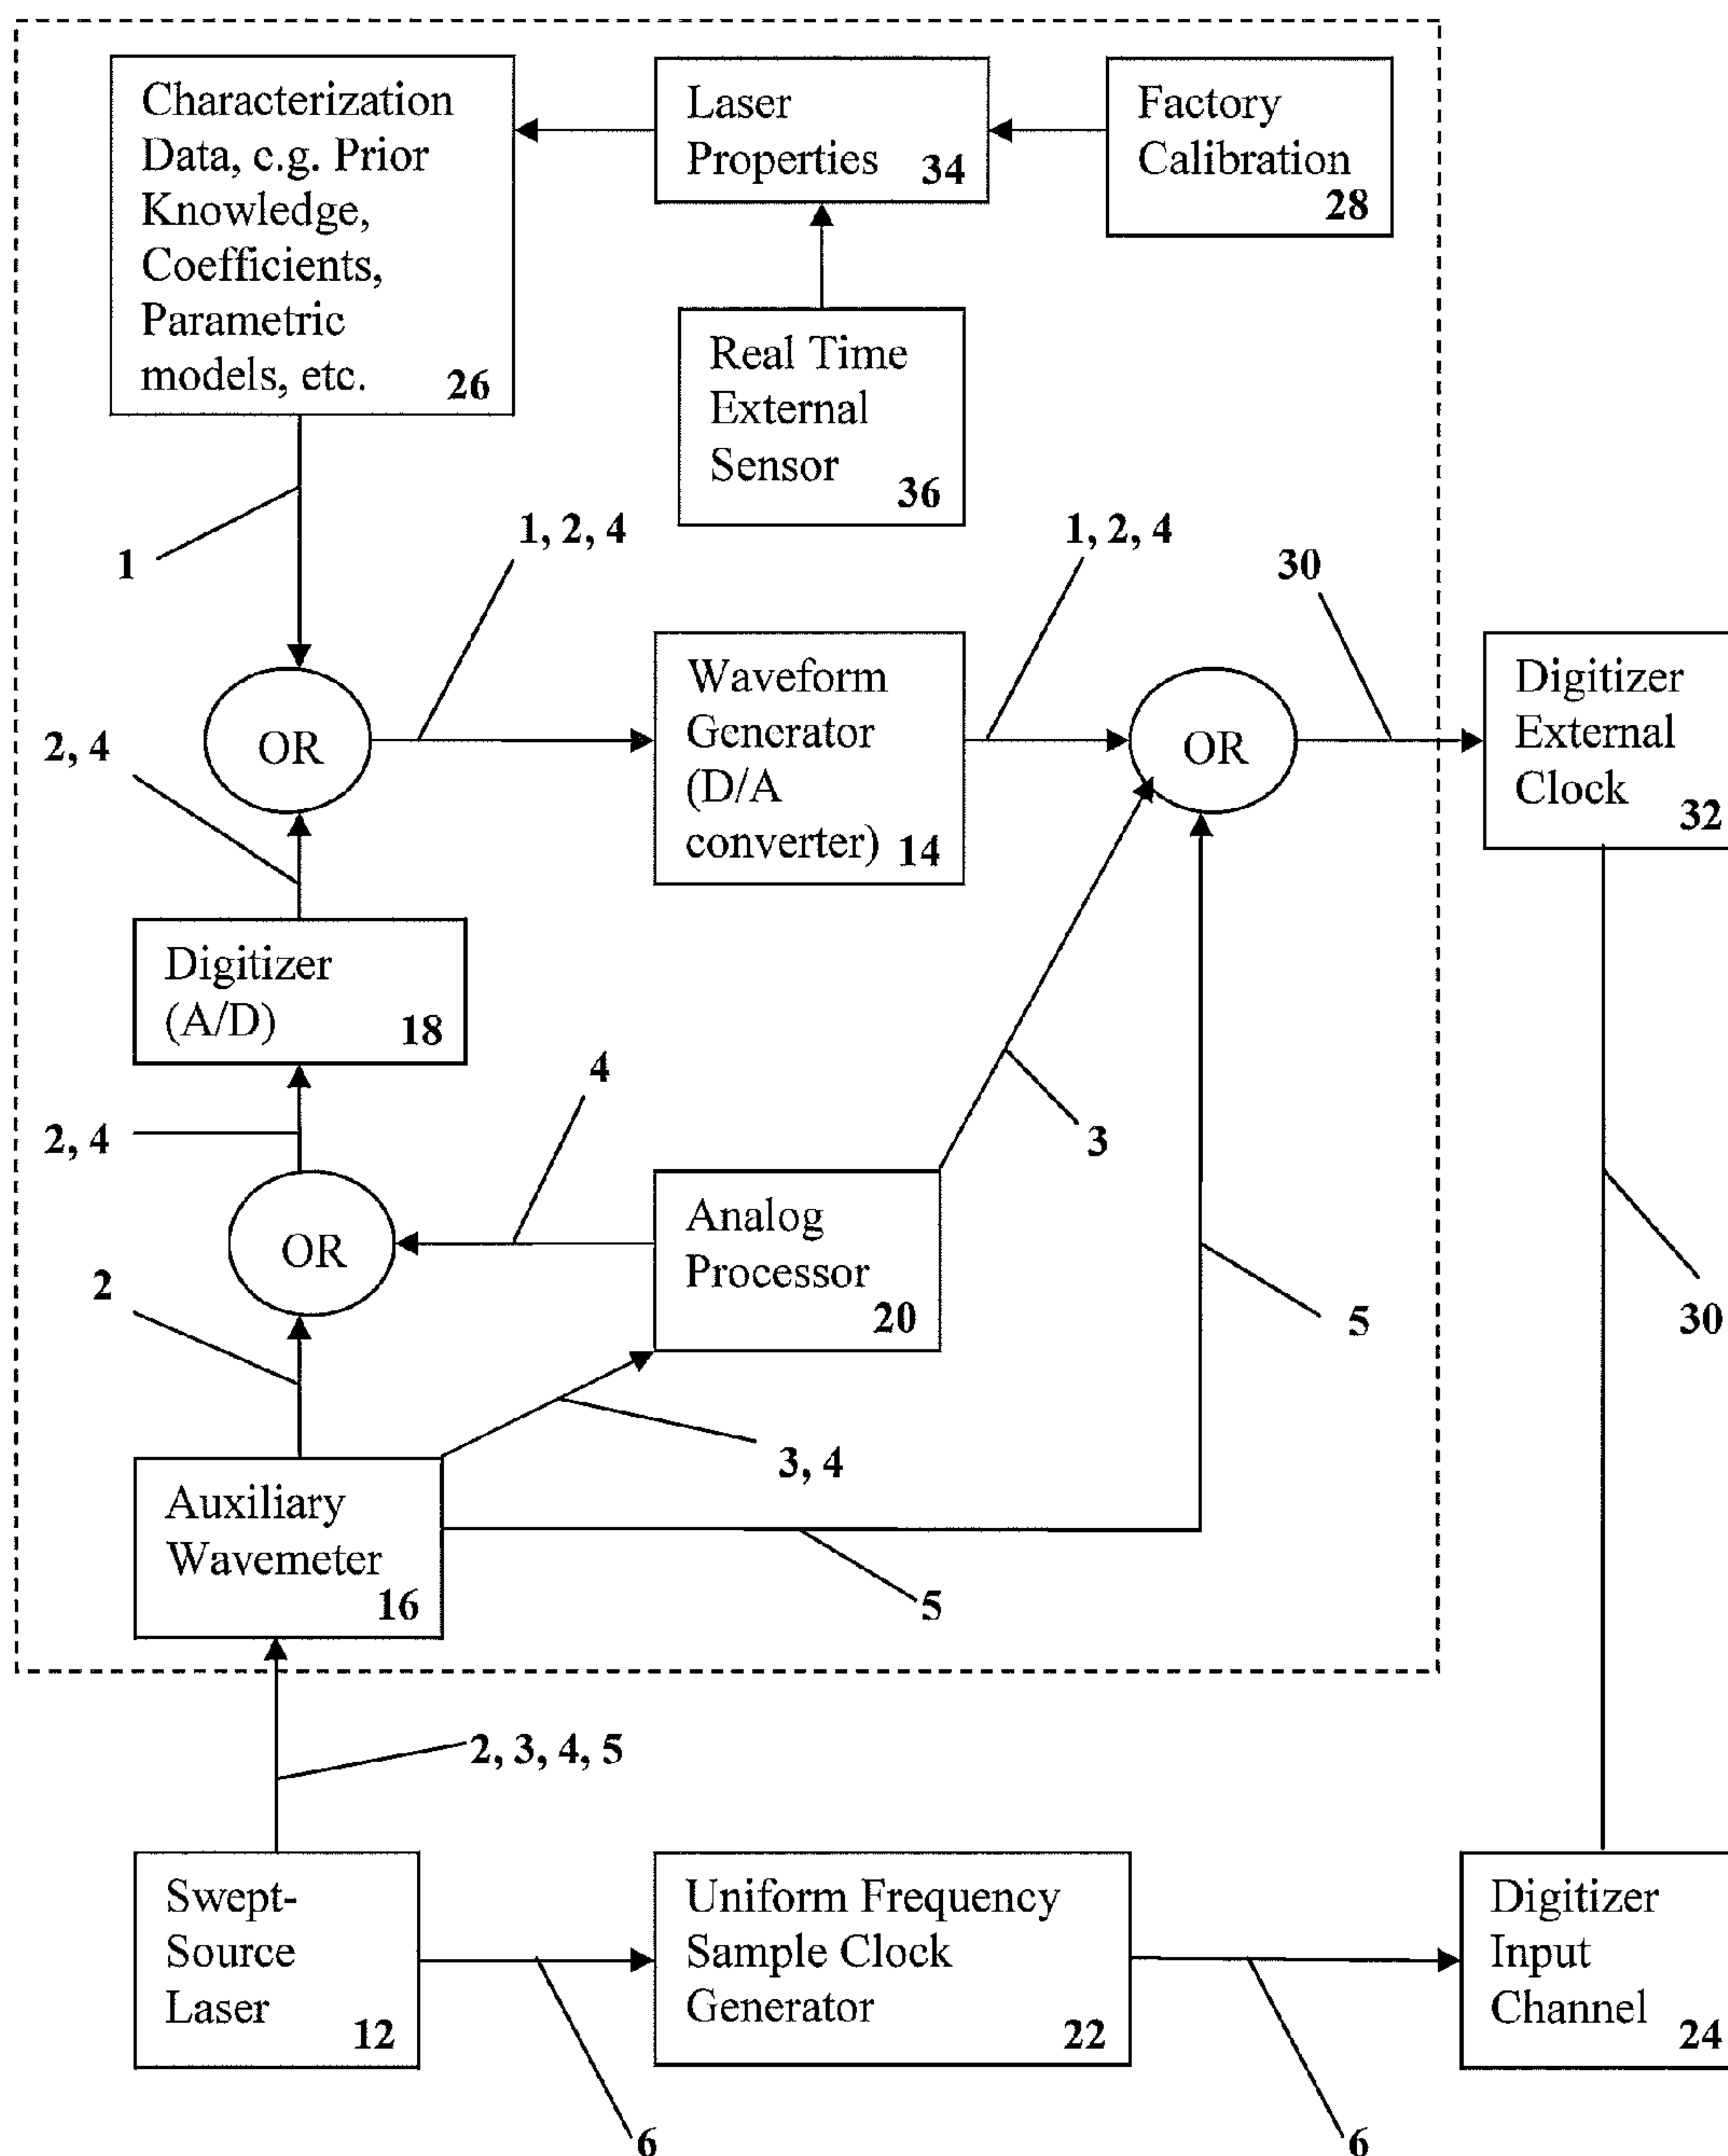 Characterization
Data, e.g. Prior
Knowledge,
Coefficients,
Parametric
models, etc. 26
Laser
Properties 34
Factory
Calibration
28
Real Time
External
Sensor
36
1
1, 2, 4
1, 2, 4
30
OR
Waveform
Generator
(D/A
converter) 14
OR
Digitizer
External
Clock
32
2, 4
Digitizer
(A/D) 18
4
3
2, 4
OR
Analog
Processor
20
2
5
30
3, 4
Auxiliary
Wavemeter
16
5
2, 3, 4, 5
Swept-
Source
Laser
12
Uniform Frequency
Sample Clock
Generator
22
Digitizer
Input
Channel
24
6
6